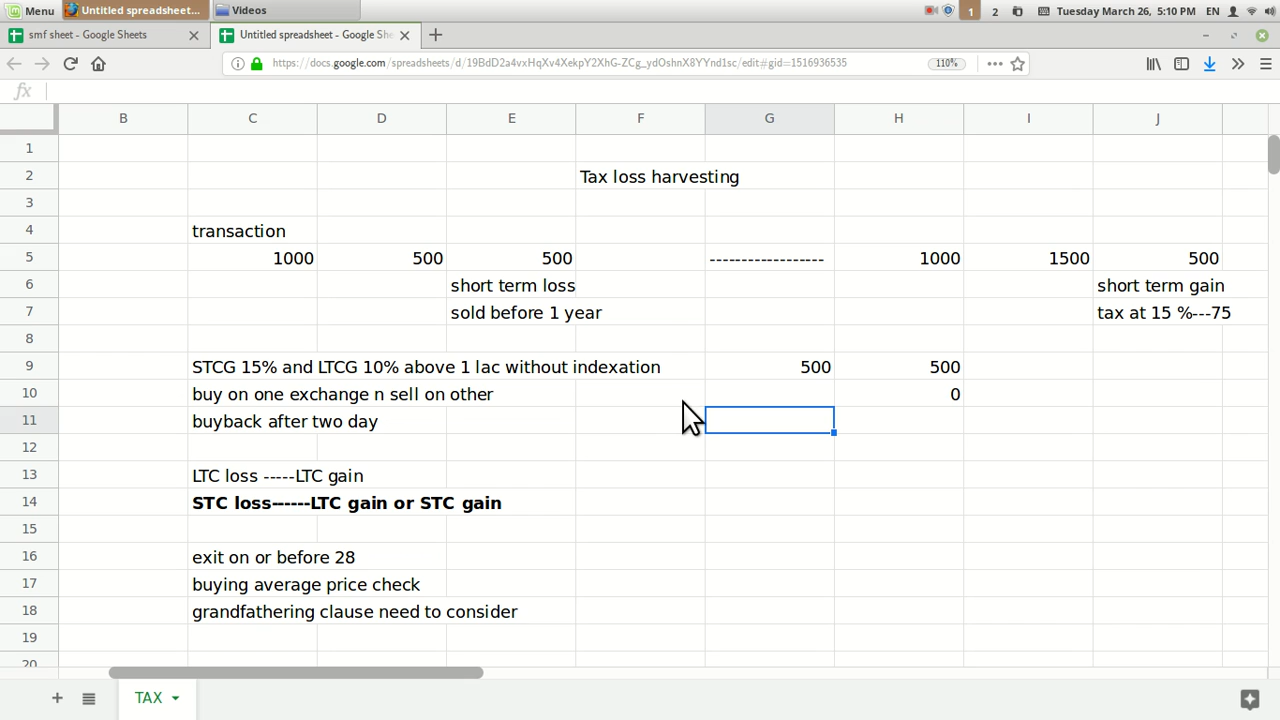 Menu Untitled spreadsheet... Videos 1 2 Tuesday March 26, 5:10 PM EN
smf sheet - Google Sheets Untitled spreadsheet - Google She
https://docs.google.com/spreadsheets/d/19BdD2a4vxHqXv4XekpY2XhG-ZCg_ydOshnX8YYnd1sc/edit#gid=1516936535 110%
fx
B C D E F G H I J
1
2 Tax loss harvesting
3
4 transaction
5 1000 500 500 ------------------ 1000 1500 500
6 short term loss short term gain
7 sold before 1 year tax at 15 %---75
8
9 STCG 15% and LTCG 10% above 1 lac without indexation 500 500
10 buy on one exchange n sell on other 0
11 buyback after two day
12
13 LTC loss -----LTC gain
14 STC loss------LTC gain or STC gain
15
16 exit on or before 28
17 buying average price check
18 grandfathering clause need to consider
19
20
TAX